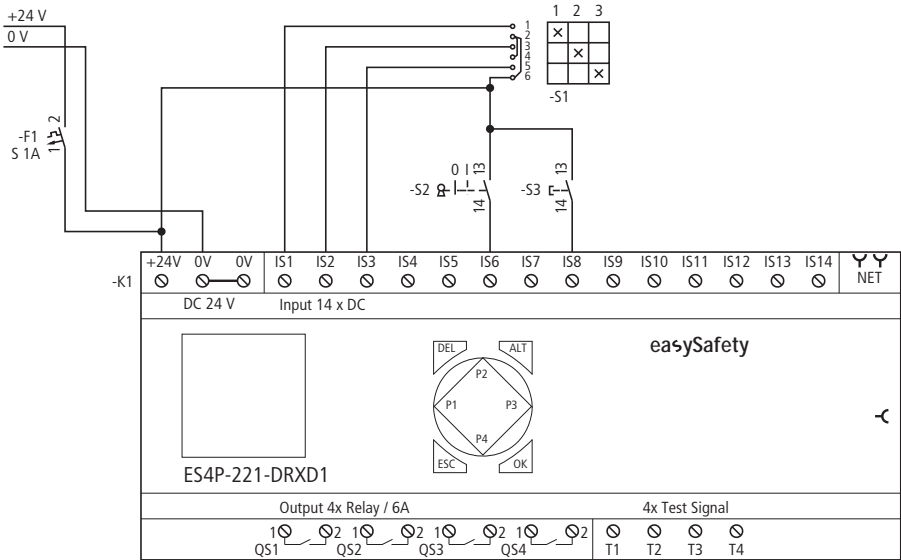 +24 V
0 V
1 2 3
1
2
3
4
5
6
-S1
-F1
S 1A
2
1
-S2
0 I
13
14
-S3
13
14
-K1
+24V 0V 0V IS1 IS2 IS3 IS4 IS5 IS6 IS7 IS8 IS9 IS10 IS11 IS12 IS13 IS14
NET
DC 24 V
Input 14 x DC
DEL
ALT
P2
P1
P3
P4
ESC
OK
easySafety
ES4P-221-DRXD1
Output 4x Relay / 6A
4x Test Signal
1 2 1 2 1 2 1 2
QS1 QS2 QS3 QS4
T1 T2 T3 T4